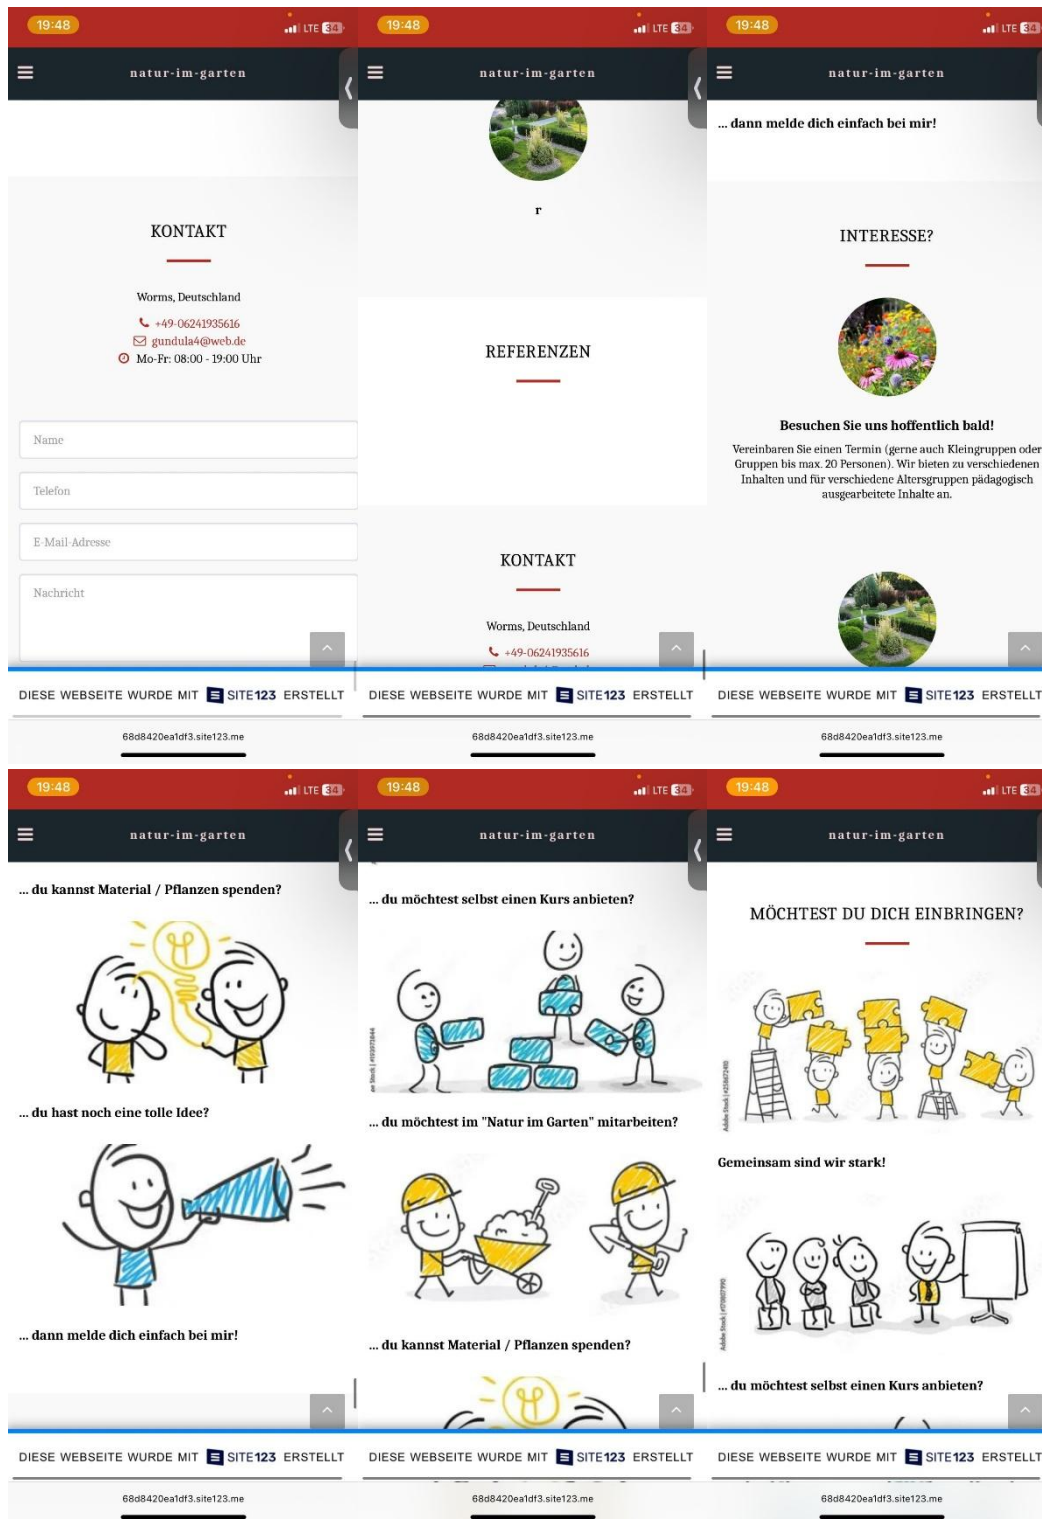 19:48
LTE 34
natur-im-garten
KONTAKT
Worms, Deutschland
+49-06241935616
gundula4@web.de
Mo-Fr: 08:00 - 19:00 Uhr
Name
Telefon
E-Mail-Adresse
Nachricht
DIESE WEBSEITE WURDE MIT SITE123 ERSTELLT
68d8420ea1df3.site123.me
19:48
LTE 34
natur-im-garten
r
REFERENZEN
KONTAKT
Worms, Deutschland
+49-06241935616
DIESE WEBSEITE WURDE MIT SITE123 ERSTELLT
68d8420ea1df3.site123.me
19:48
LTE 34
natur-im-garten
... dann melde dich einfach bei mir!
INTERESSE?
Besuchen Sie uns hoffentlich bald!
Vereinbaren Sie einen Termin (gerne auch Kleingruppen oder
Gruppen bis max. 20 Personen). Wir bieten zu verschiedenen
Inhalten und für verschiedene Altersgruppen pädagogisch
ausgearbeitete Inhalte an.
DIESE WEBSEITE WURDE MIT SITE123 ERSTELLT
68d8420ea1df3.site123.me
19:48
LTE 34
natur-im-garten
... du kannst Material / Pflanzen spenden?
... du hast noch eine tolle Idee?
... dann melde dich einfach bei mir!
DIESE WEBSEITE WURDE MIT SITE123 ERSTELLT
68d8420ea1df3.site123.me
19:48
LTE 34
natur-im-garten
... du möchtest selbst einen Kurs anbieten?
... du möchtest im "Natur im Garten" mitarbeiten?
... du kannst Material / Pflanzen spenden?
DIESE WEBSEITE WURDE MIT SITE123 ERSTELLT
68d8420ea1df3.site123.me
19:48
LTE 34
natur-im-garten
MÖCHTEST DU DICH EINBRINGEN?
Adobe Stock
Gemeinsam sind wir stark!
Adobe Stock
... du möchtest selbst einen Kurs anbieten?
DIESE WEBSEITE WURDE MIT SITE123 ERSTELLT
68d8420ea1df3.site123.me